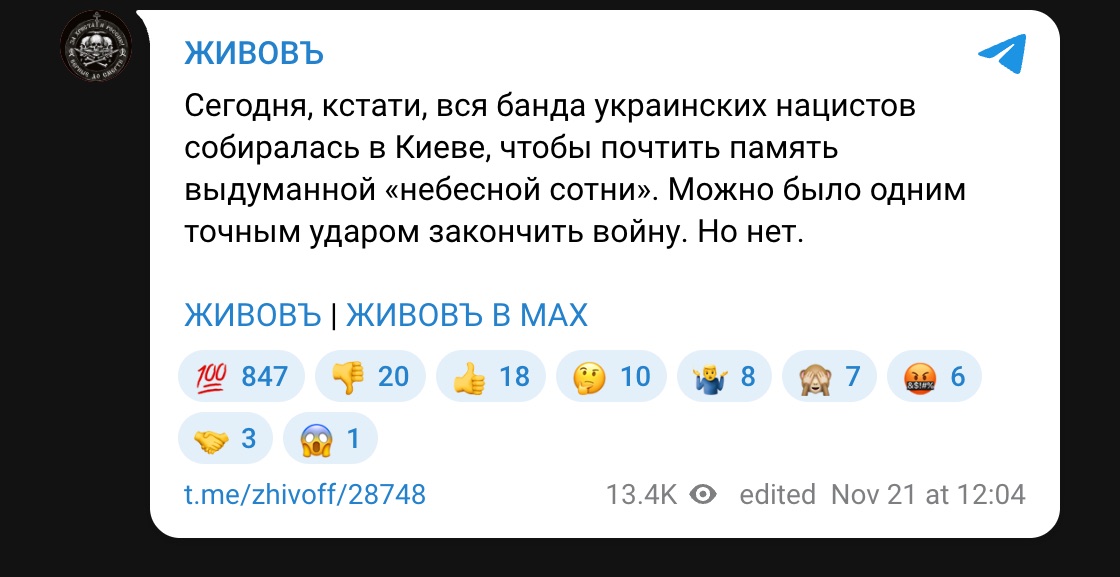 ЖИВОВЪ
Сегодня, кстати, вся банда украинских нацистов
собиралась в Киеве, чтобы почтить память
выдуманной «небесной сотни». Можно было одним
точным ударом закончить войну. Но нет.
ЖИВОВЪ | ЖИВОВЪ В МАХ
847 20 18 10 8 7 6
3 1
t.me/zhivoff/28748 13.4K edited Nov 21 at 12:04